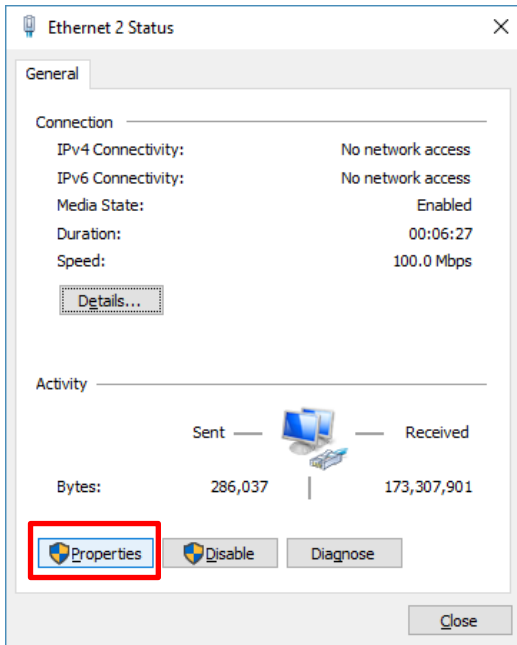 Ethernet 2 Status
General
Connection
IPv4 Connectivity: No network access
IPv6 Connectivity: No network access
Media State: Enabled
Duration: 00:06:27
Speed: 100.0 Mbps
Details...
Activity
Sent Received
Bytes: 286,037 173,307,901
Properties Disable Diagnose
Close